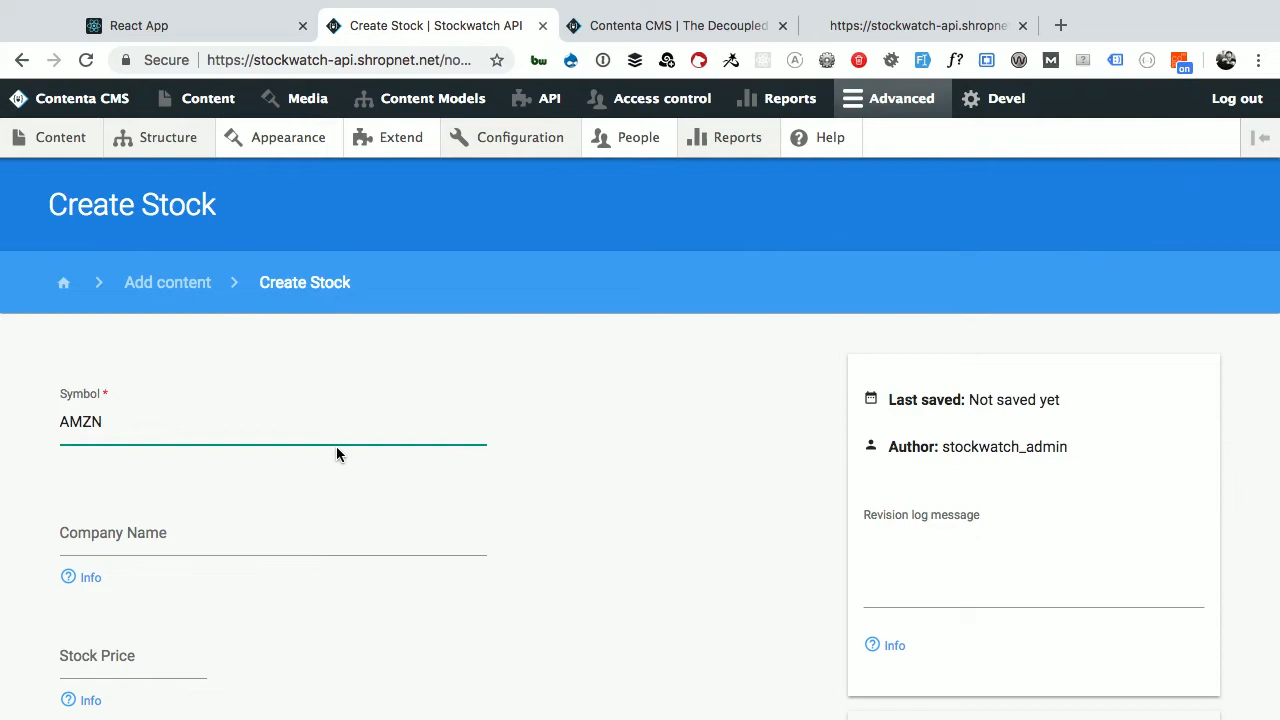 React App
Create Stock | Stockwatch API
Contenta CMS | The Decoupled
https://stockwatch-api.shropnet
Secure
https://stockwatch-api.shropnet.net/no...
on
Contenta CMS
Content
Media
Content Models
API
Access control
Reports
Advanced
Devel
Log out
Content
Structure
Appearance
Extend
Configuration
People
Reports
Help
Create Stock
Add content
Create Stock
Symbol *
AMZN
Company Name
Info
Stock Price
Info
Last saved: Not saved yet
Author: stockwatch_admin
Revision log message
Info